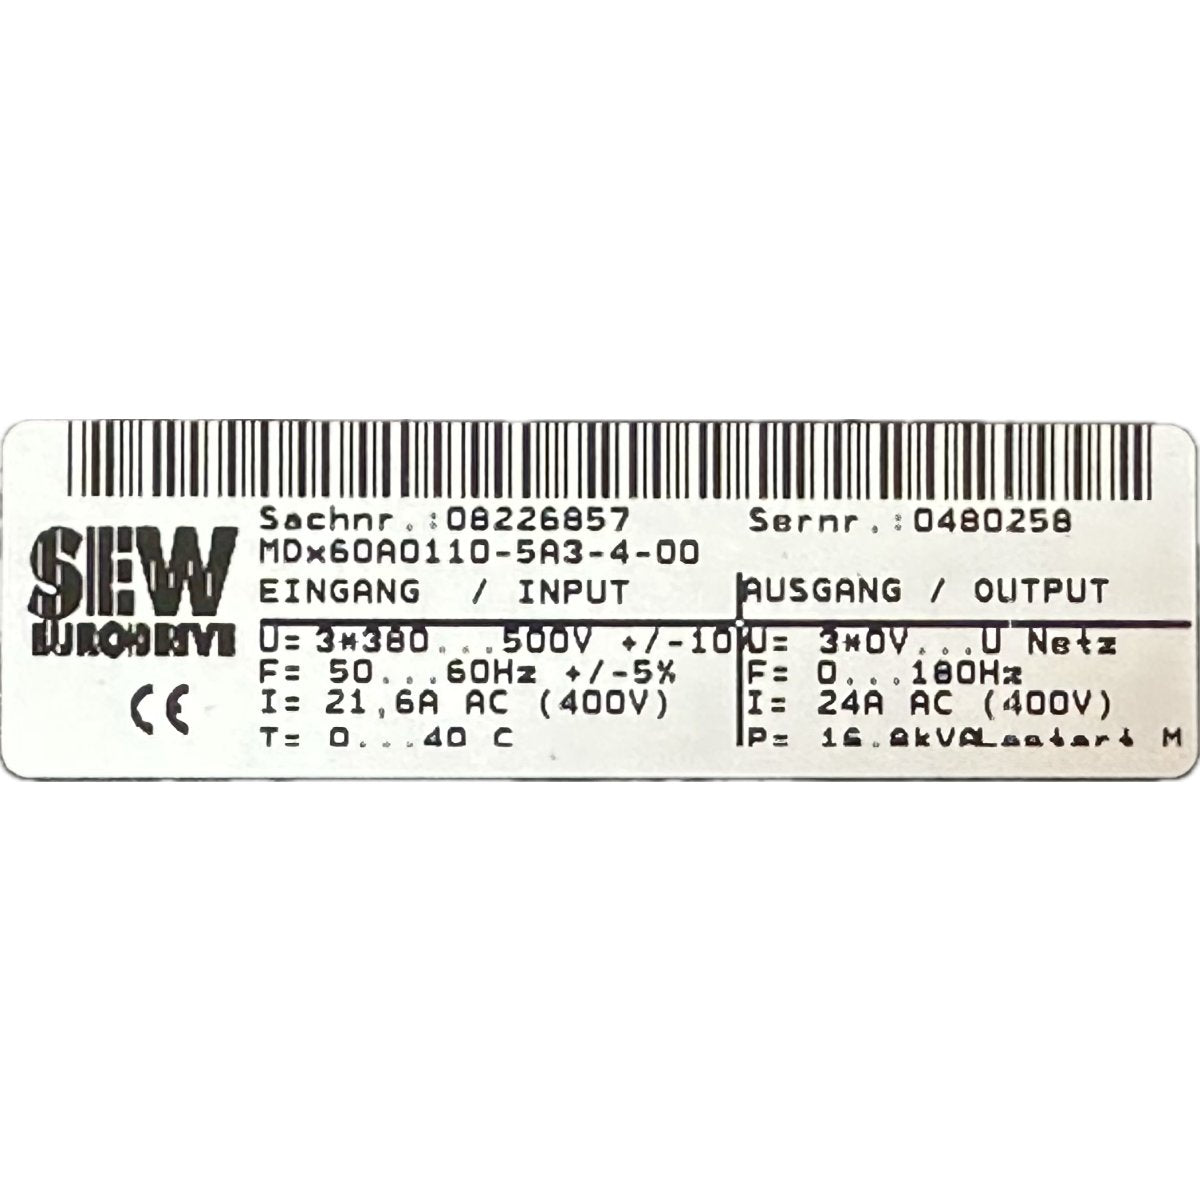 Sachnr.:08226857 Sernr.:0480258
MDx60A0110-5A3-4-00
SEW
EURODRIVE
EINGANG / INPUT AUSGANG / OUTPUT
U= 3*380...500V +/-10% U= 3*0V...U Netz
F= 50...60Hz +/-5% F= 0...180Hz
I= 21,6A AC (400V) I= 24A AC (400V)
CE
T= 0...40 C P= M